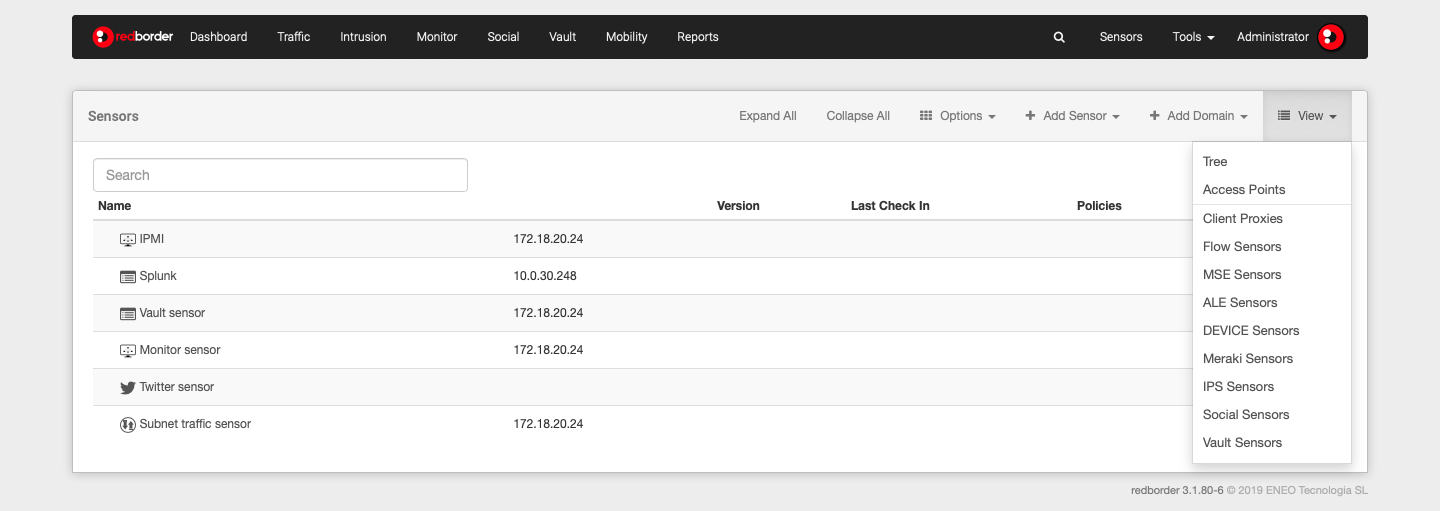 redborder Dashboard Traffic Intrusion Monitor Social Vault Mobility Reports Sensors Tools Administrator
Sensors Expand All Collapse All Options Add Sensor Add Domain View
Search
Name Version Last Check In Policies
IPMI 172.18.20.24
Splunk 10.0.30.248
Vault sensor 172.18.20.24
Monitor sensor 172.18.20.24
Twitter sensor
Subnet traffic sensor 172.18.20.24
Tree
Access Points
Client Proxies
Flow Sensors
MSE Sensors
ALE Sensors
DEVICE Sensors
Meraki Sensors
IPS Sensors
Social Sensors
Vault Sensors
redborder 3.1.80-6 © 2019 ENEO Tecnologia SL